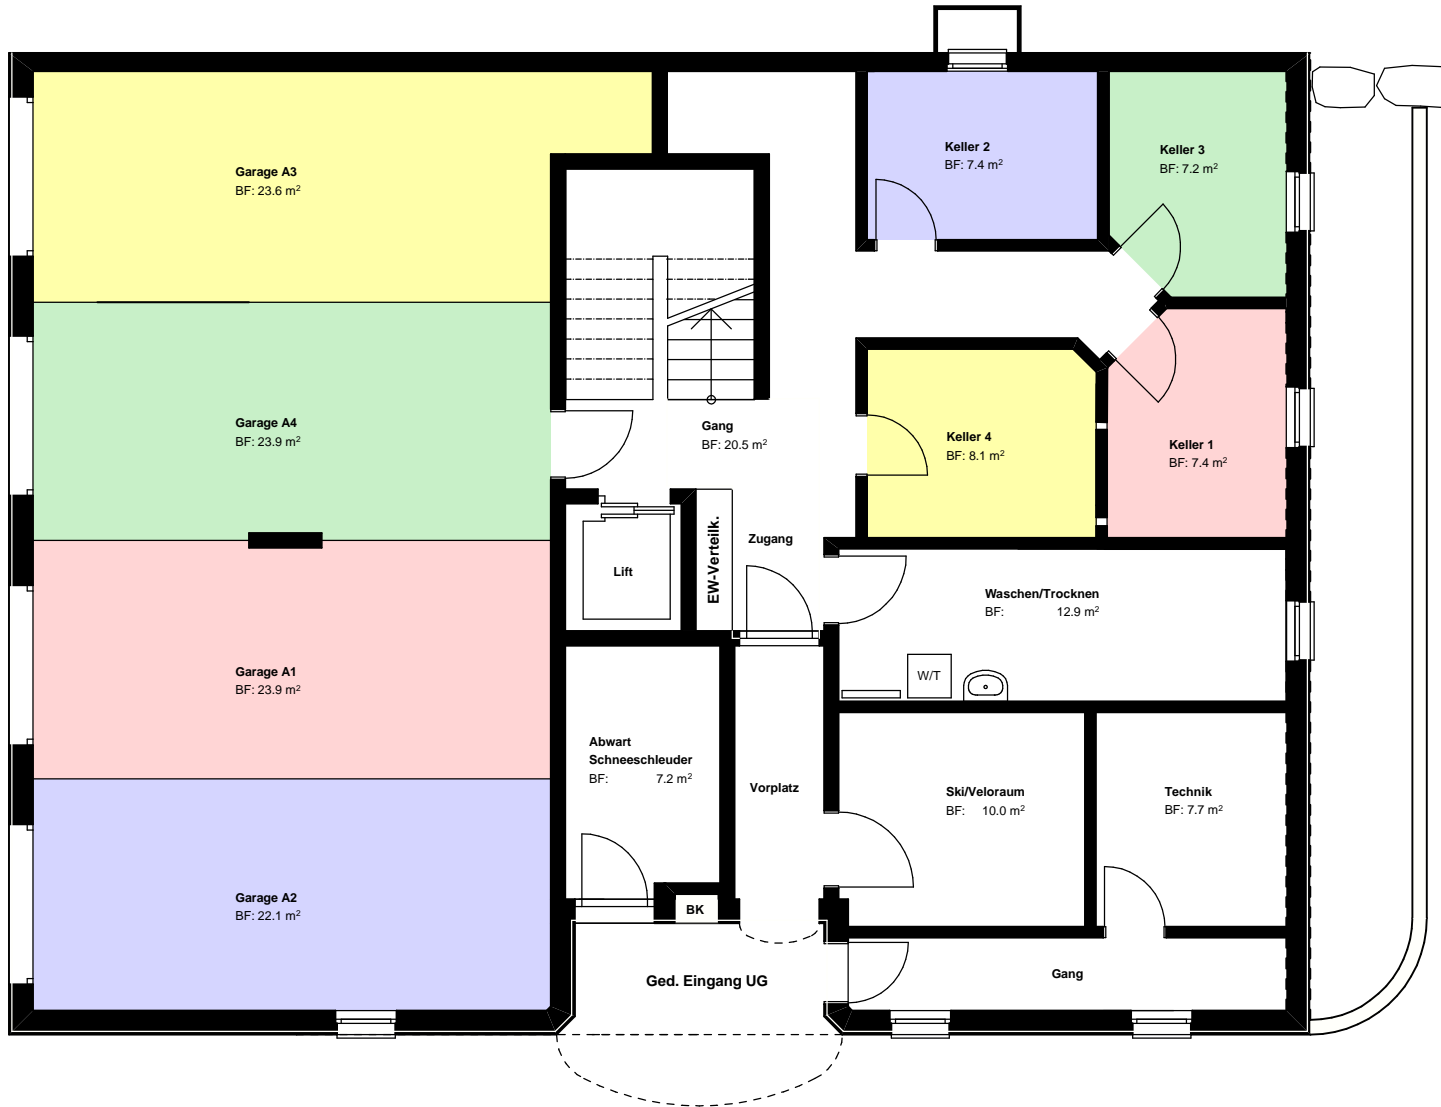 Garage A3
BF: 23.6 m²
Keller 2
BF: 7.4 m²
Keller 3
BF: 7.2 m²
Garage A4
BF: 23.9 m²
Gang
BF: 20.5 m²
Keller 4
BF: 8.1 m²
Keller 1
BF: 7.4 m²
Lift
EW-Verteilk.
Zugang
Waschen/Trocknen
BF: 12.9 m²
W/T
Garage A1
BF: 23.9 m²
Abwart
Schneeschleuder
BF: 7.2 m²
Vorplatz
Ski/Veloraum
BF: 10.0 m²
Technik
BF: 7.7 m²
Garage A2
BF: 22.1 m²
BK
Ged. Eingang UG
Gang